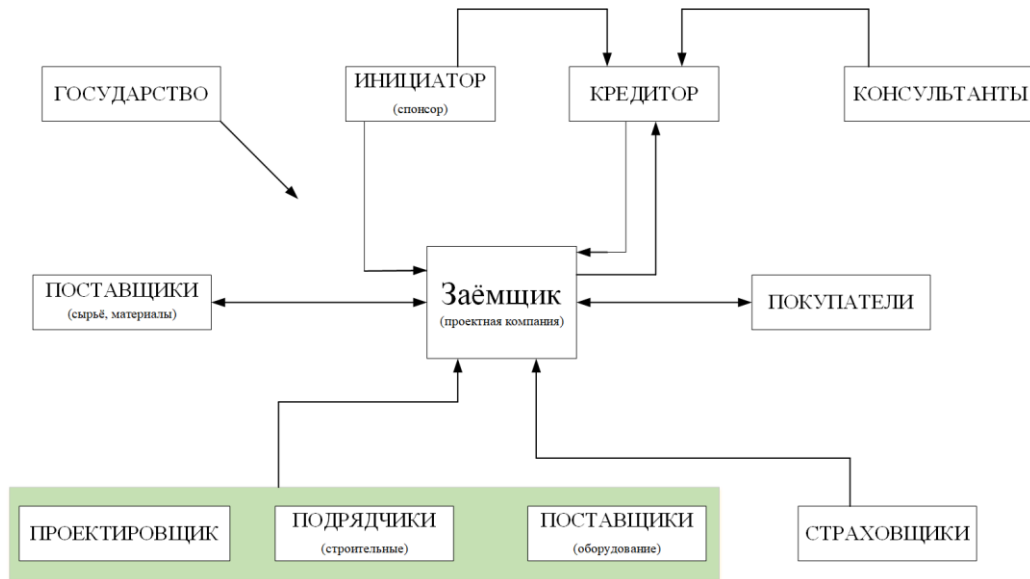 ГОСУДАРСТВО
ИНИЦИАТОР
(спонсор)
КРЕДИТОР
КОНСУЛЬТАНТЫ
ПОСТАВЩИКИ
(сырьё, материалы)
Заёмщик
(проектная компания)
ПОКУПАТЕЛИ
ПРОЕКТИРОВЩИК
ПОДРЯДЧИКИ
(строительные)
ПОСТАВЩИКИ
(оборудование)
СТРАХОВЩИКИ